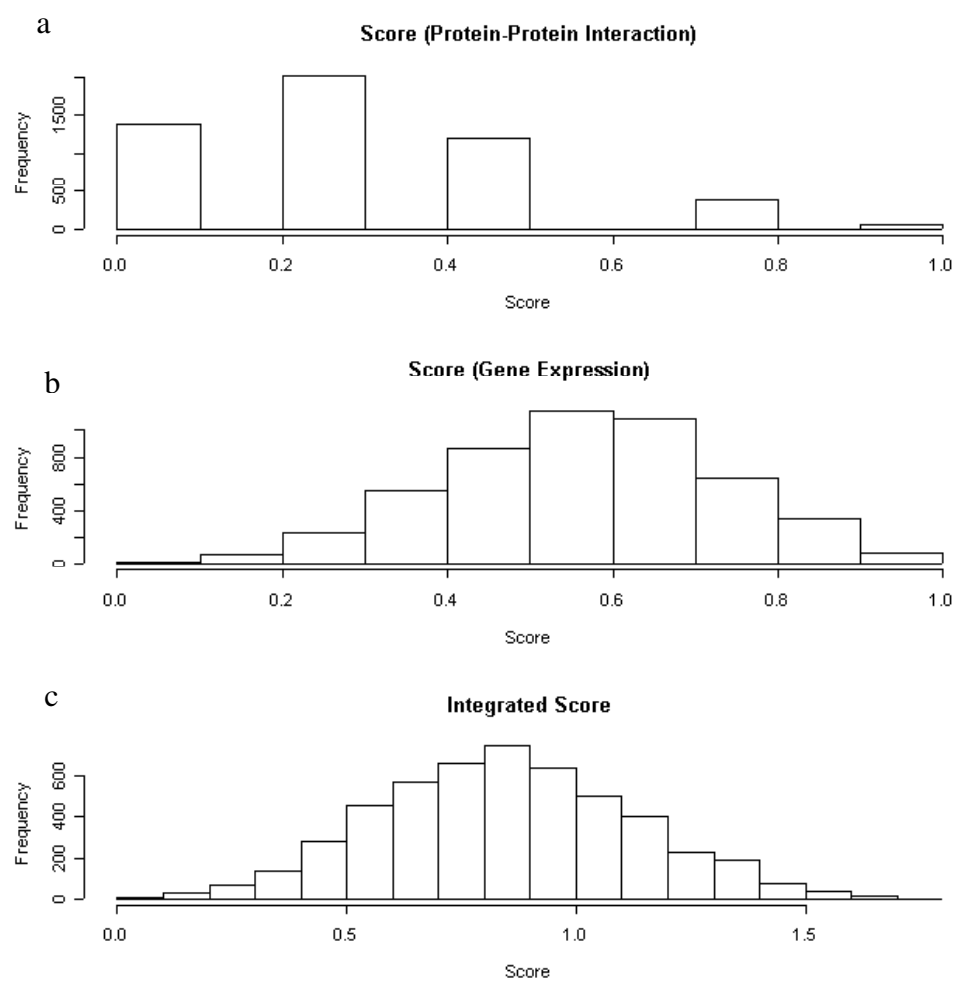 a
Score (Protein-Protein Interaction)
Frequency
0 500 1500
0.0 0.2 0.4 0.6 0.8 1.0
Score
b
Score (Gene Expression)
Frequency
0 400 800
0.0 0.2 0.4 0.6 0.8 1.0
Score
c
Integrated Score
Frequency
0 200 400 600
0.0 0.5 1.0 1.5
Score